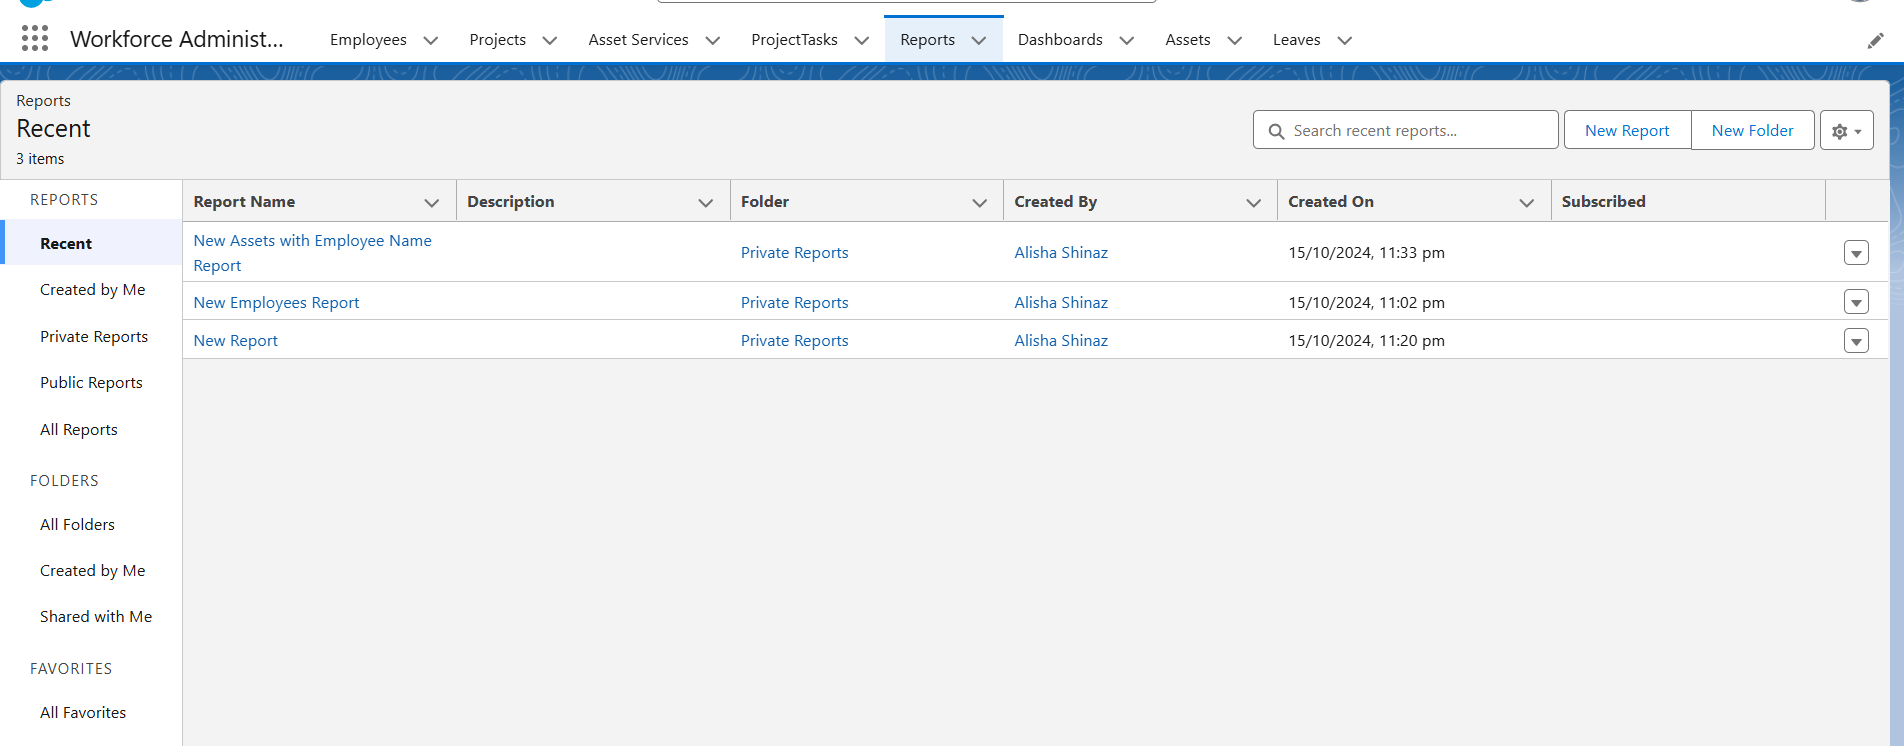 Workforce Administ... Employees Projects Asset Services ProjectTasks Reports Dashboards Assets Leaves
Reports
Recent
3 items
Search recent reports...
New Report
New Folder
REPORTS
Recent
Created by Me
Private Reports
Public Reports
All Reports
FOLDERS
All Folders
Created by Me
Shared with Me
FAVORITES
All Favorites
Report Name Description Folder Created By Created On Subscribed
New Assets with Employee Name
Report
Private Reports Alisha Shinaz 15/10/2024, 11:33 pm
New Employees Report Private Reports Alisha Shinaz 15/10/2024, 11:02 pm
New Report Private Reports Alisha Shinaz 15/10/2024, 11:20 pm